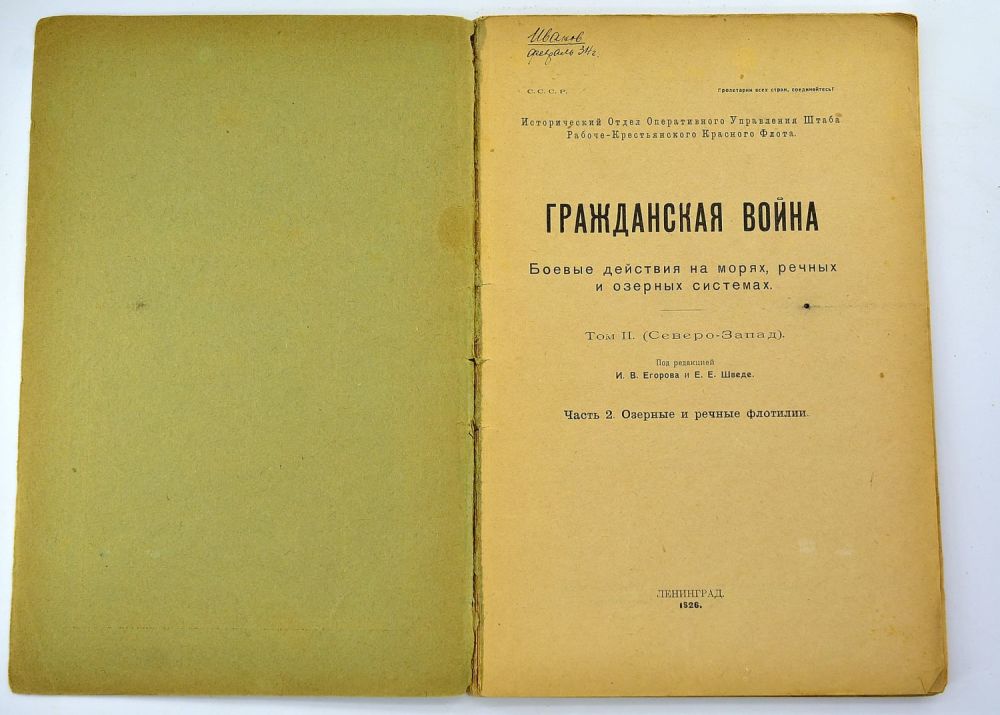 Иванов
февраль 34г.
С. С. С. Р. Пролетарии всех стран, соединяйтесь!
Исторический Отдел Оперативного Управления Штаба
Рабоче-Крестьянского Красного Флота.
ГРАЖДАНСКАЯ ВОЙНА
Боевые действия на морях, речных
и озерных системах.
Том II. (Северо-Запад).
Под редакцией
И. В. Егорова и Е. Е. Шведе.
Часть 2. Озерные и речные флотилии.
ЛЕНИНГРАД.
1926.